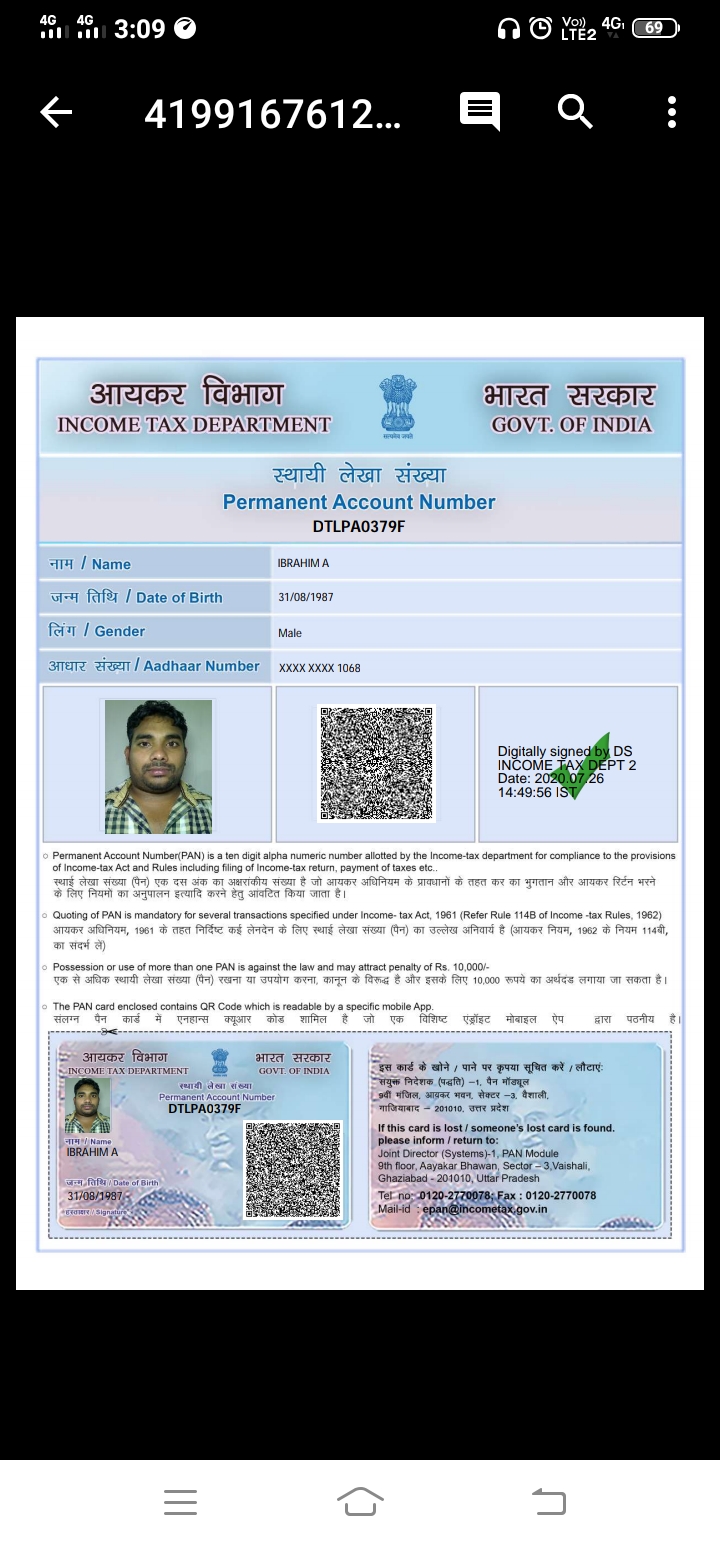 4G 4G 3:09 Vo)) LTE2 4G 69
4199167612...
आयकर विभाग
INCOME TAX DEPARTMENT
सत्यमेव जयते
भारत सरकार
GOVT. OF INDIA
स्थायी लेखा संख्या
Permanent Account Number
DTLPA0379F
नाम / Name IBRAHIM A
जन्म तिथि / Date of Birth 31/08/1987
लिंग / Gender Male
आधार संख्या / Aadhaar Number XXXX XXXX 1068
Digitally signed by DS
INCOME TAX DEPT 2
Date: 2020.07.26
14:49:56 IST
Permanent Account Number(PAN) is a ten digit alpha numeric number allotted by the Income-tax department for compliance to the provisions
of Income-tax Act and Rules including filing of Income-tax return, payment of taxes etc..
स्थाई लेखा संख्या (पैन) एक दस अंक का अक्षरांकीय संख्या है जो आयकर अधिनियम के प्रावधानों के तहत कर का भुगतान और आयकर रिर्टन भरने
के लिए नियमों का अनुपालन इत्यादि करने हेतु आंवटित किया जाता है।
Quoting of PAN is mandatory for several transactions specified under Income- tax Act, 1961 (Refer Rule 114B of Income -tax Rules, 1962)
आयकर अधिनियम, 1961 के तहत निर्दिष्ट कई लेनदेन के लिए स्थाई लेखा संख्या (पैन) का उल्लेख अनिवार्य है (आयकर नियम, 1962 के नियम 114बी,
का संदर्भ लें)
Possession or use of more than one PAN is against the law and may attract penalty of Rs. 10,000/-
एक से अधिक स्थाई लेखा संख्या (पैन) रखना या उपयोग करना, कानून के विरूद्ध है और इसके लिए 10,000 रूपये का अर्थदंड लगाया जा सकता है।
The PAN card enclosed contains QR Code which is readable by a specific mobile App.
संलग्न पैन कार्ड में एनहान्स क्यूआर कोड शामिल है जो एक विशिष्ट एंड्रॉइट मोबाइल ऐप द्वारा पठनीय है।
आयकर विभाग
INCOME TAX DEPARTMENT
भारत सरकार
GOVT. OF INDIA
स्थायी लेखा संख्या
Permanent Account Number
DTLPA0379F
नाम / Name
IBRAHIM A
जन्म तिथि / Date of Birth
31/08/1987
हस्ताक्षर / Signature
इस कार्ड के खोने / पाने पर कृपया सूचित करें / लौटाएं:
संयुक्त निदेशक (पद्धति) –1, पैन मॉड्यूल
9वीं मंजिल, आयकर भवन, सेक्टर –3, वैशाली,
गाजियाबाद – 201010, उत्तर प्रदेश
If this card is lost / someone's lost card is found.
please inform / return to:
Joint Director (Systems)-1, PAN Module
9th floor, Aayakar Bhawan, Sector – 3,Vaishali,
Ghaziabad - 201010, Uttar Pradesh
Tel no: 0120-2770078; Fax : 0120-2770078
Mail-id : epan@incometax.gov.in